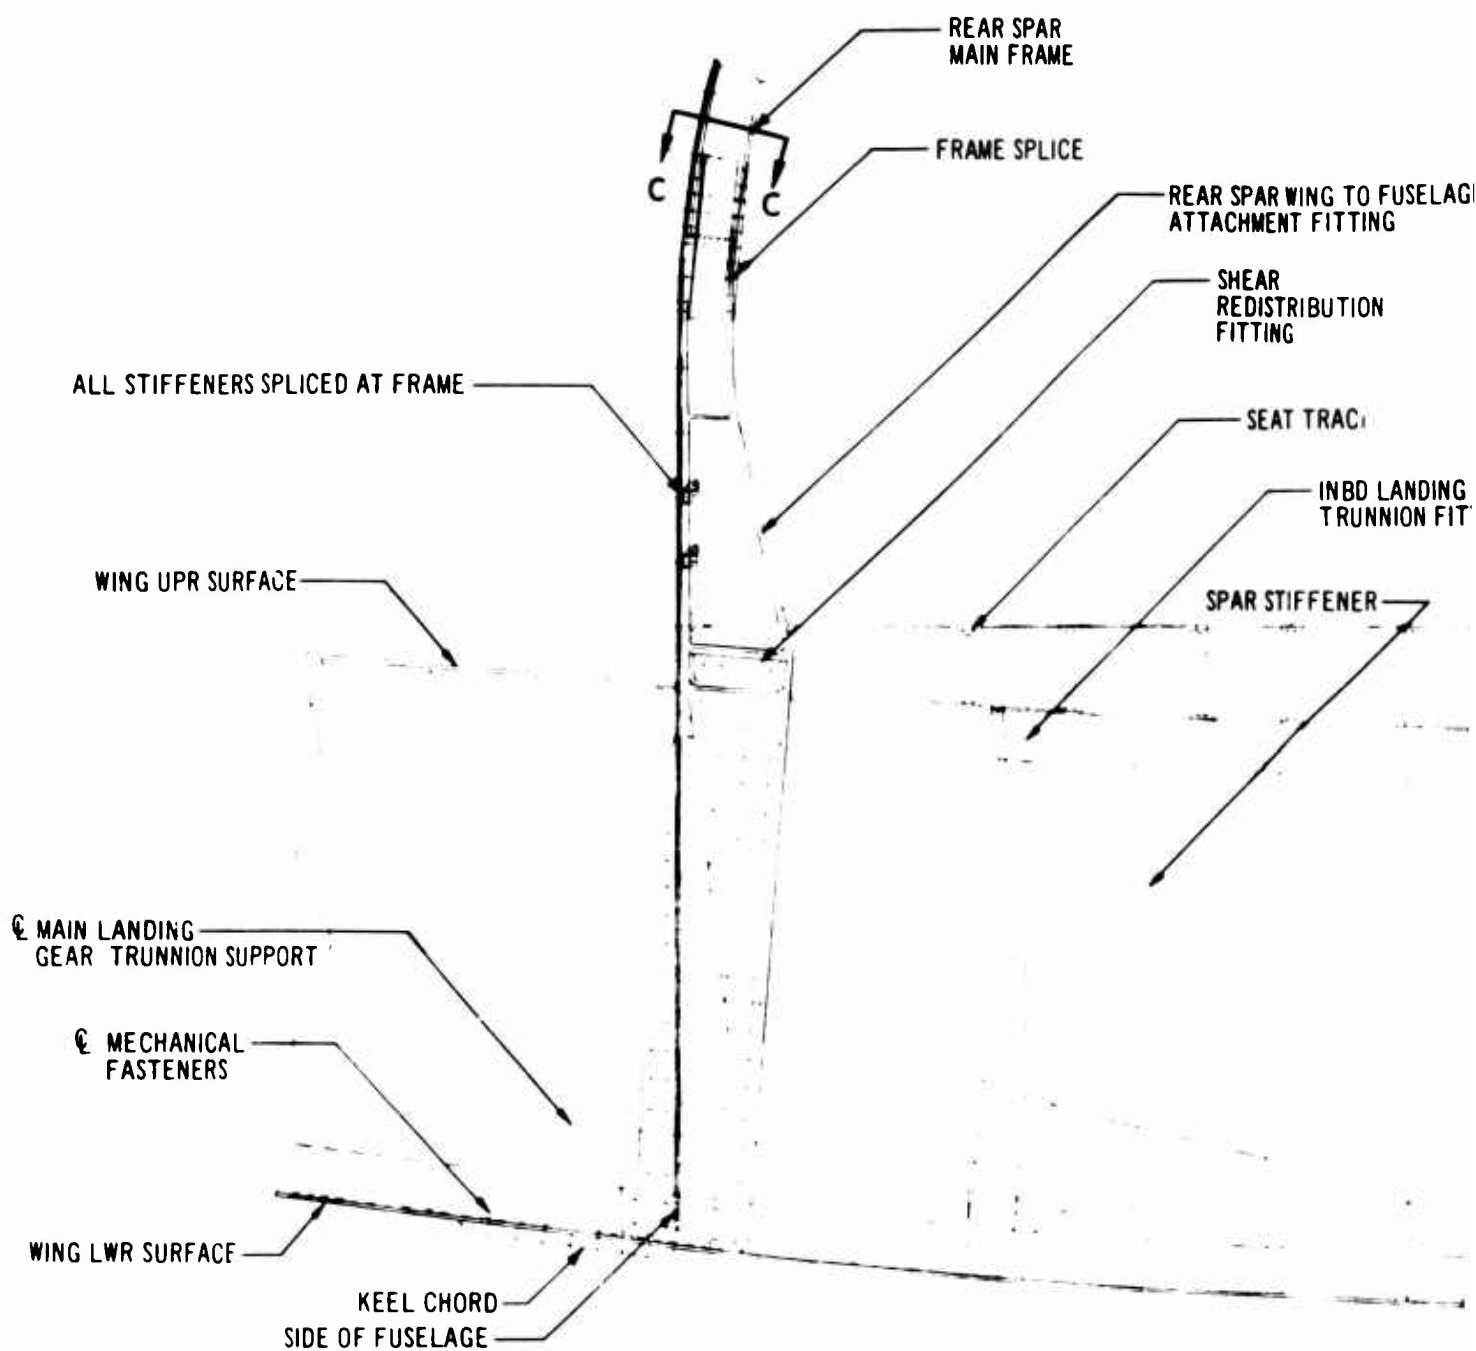 REAR SPAR
MAIN FRAME
FRAME SPLICE
C
C
REAR SPAR WING TO FUSELAG
ATTACHMENT FITTING
SHEAR
REDISTRIBUTION
FITTING
ALL STIFFENERS SPLICED AT FRAME
SEAT TRAC
INBD LANDING
TRUNNION FIT
WING UPR SURFACE
SPAR STIFFENER
℄ MAIN LANDING
GEAR TRUNNION SUPPORT
℄ MECHANICAL
FASTENERS
WING LWR SURFACE
KEEL CHORD
SIDE OF FUSELAGE